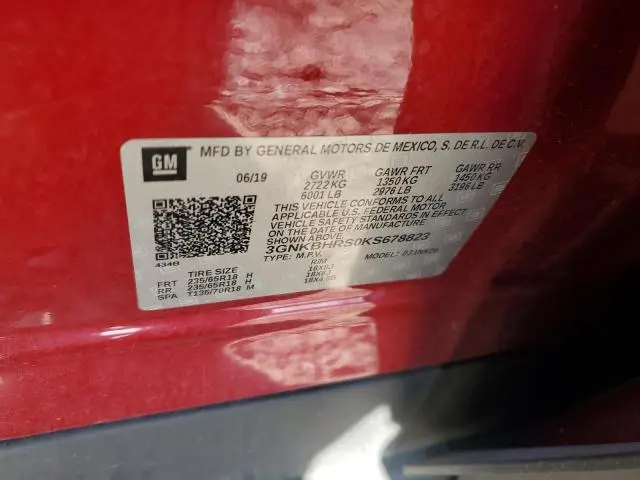 GM MFD BY GENERAL MOTORS DE MEXICO, S. DE R.L. DE C.V.
06/19 GVWR GAWR FRT GAWR RR
2722 KG 1350 KG 1450 KG
6001 LB 2976 LB 3196 LB
THIS VEHICLE CONFORMS TO ALL
APPLICABLE U.S. FEDERAL MOTOR
VEHICLE SAFETY STANDARDS IN EFFECT
ON THE DATE OF MANUFACTURE
SHOWN ABOVE.
3GNKBHRS0KS678823
TYPE: M.P.V.
434B
TIRE SIZE RIM
FRT 235/65R18 H 18X8J
RR 235/65R18 H 18X8J
SPA T135/70R18 M 18X4.5B